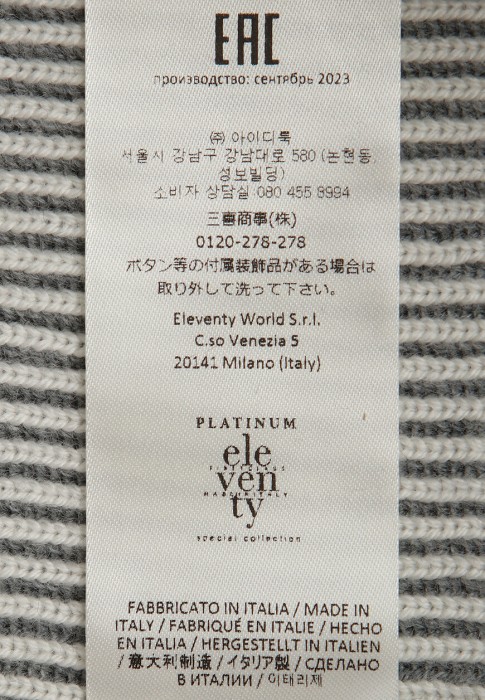 EAC
производство: сентябрь 2023
㈜ 아이디룩
서울시 강남구 강남대로 580 (논현동,
성보빌딩)
소비자 상담실 080 455 8994
三喜商事(株)
0120-278-278
ボタン等の付属装飾品がある場合は
取り外して洗って下さい。
Eleventy World S.r.l.
C.so Venezia 5
20141 Milano (Italy)
PLATINUM
ele
ven
ty
special collection
FABBRICATO IN ITALIA / MADE IN
ITALY / FABRIQUÉ EN ITALIE / HECHO
EN ITALIA / HERGESTELLT IN ITALIEN
/ 意大利制造 / イタリア製 / СДЕЛАНО
В ИТАЛИИ / 이태리제